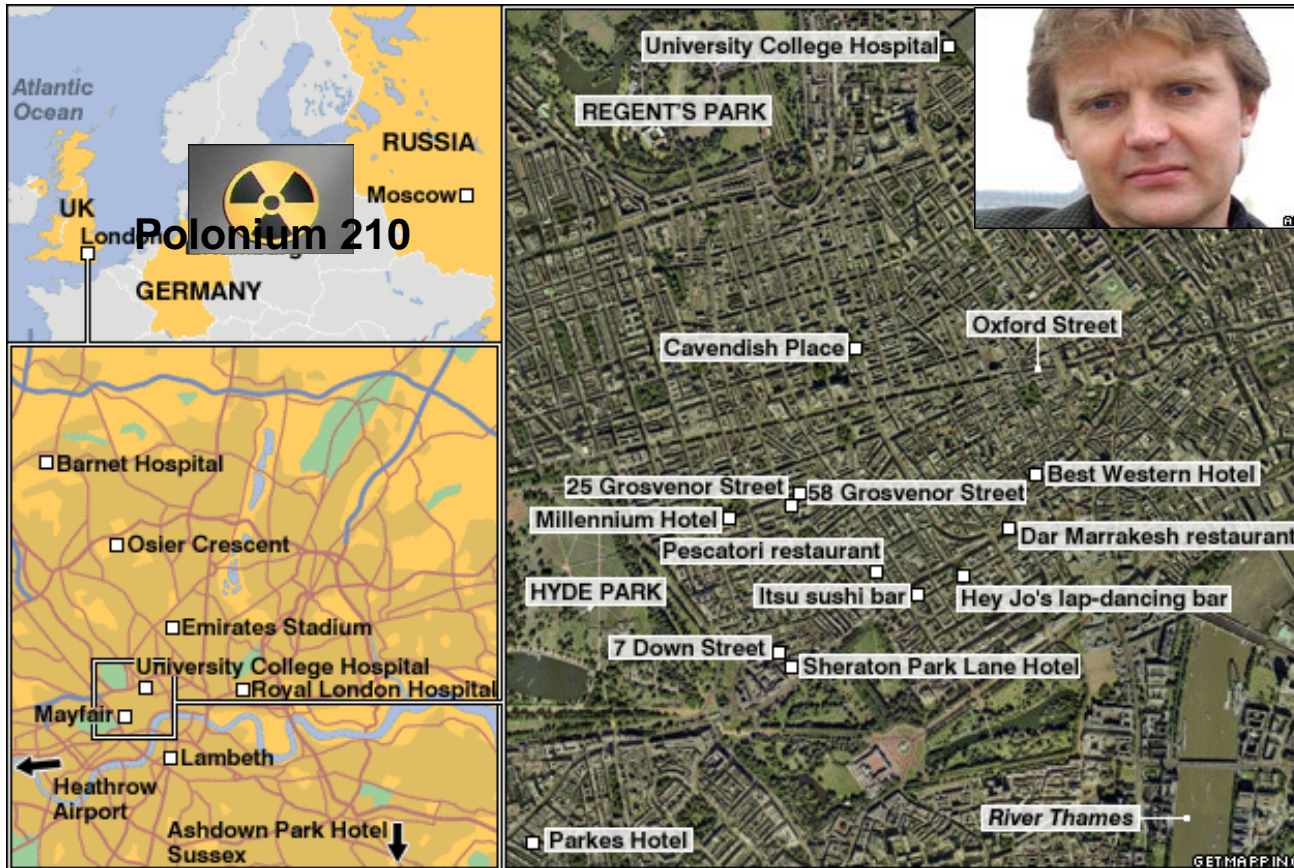 Atlantic
Ocean
RUSSIA
Moscow
UK
London
Polonium 210
GERMANY
Barnet Hospital
Osier Crescent
Emirates Stadium
University College Hospital
Royal London Hospital
Mayfair
Lambeth
Heathrow
Airport
Ashdown Park Hotel
Sussex
University College Hospital
REGENT'S PARK
Oxford Street
Cavendish Place
Best Western Hotel
25 Grosvenor Street
58 Grosvenor Street
Millennium Hotel
Dar Marrakesh restaurant
Pescatori restaurant
HYDE PARK
Itsu sushi bar
Hey Jo's lap-dancing bar
7 Down Street
Sheraton Park Lane Hotel
River Thames
Parkes Hotel
GETMAPPING